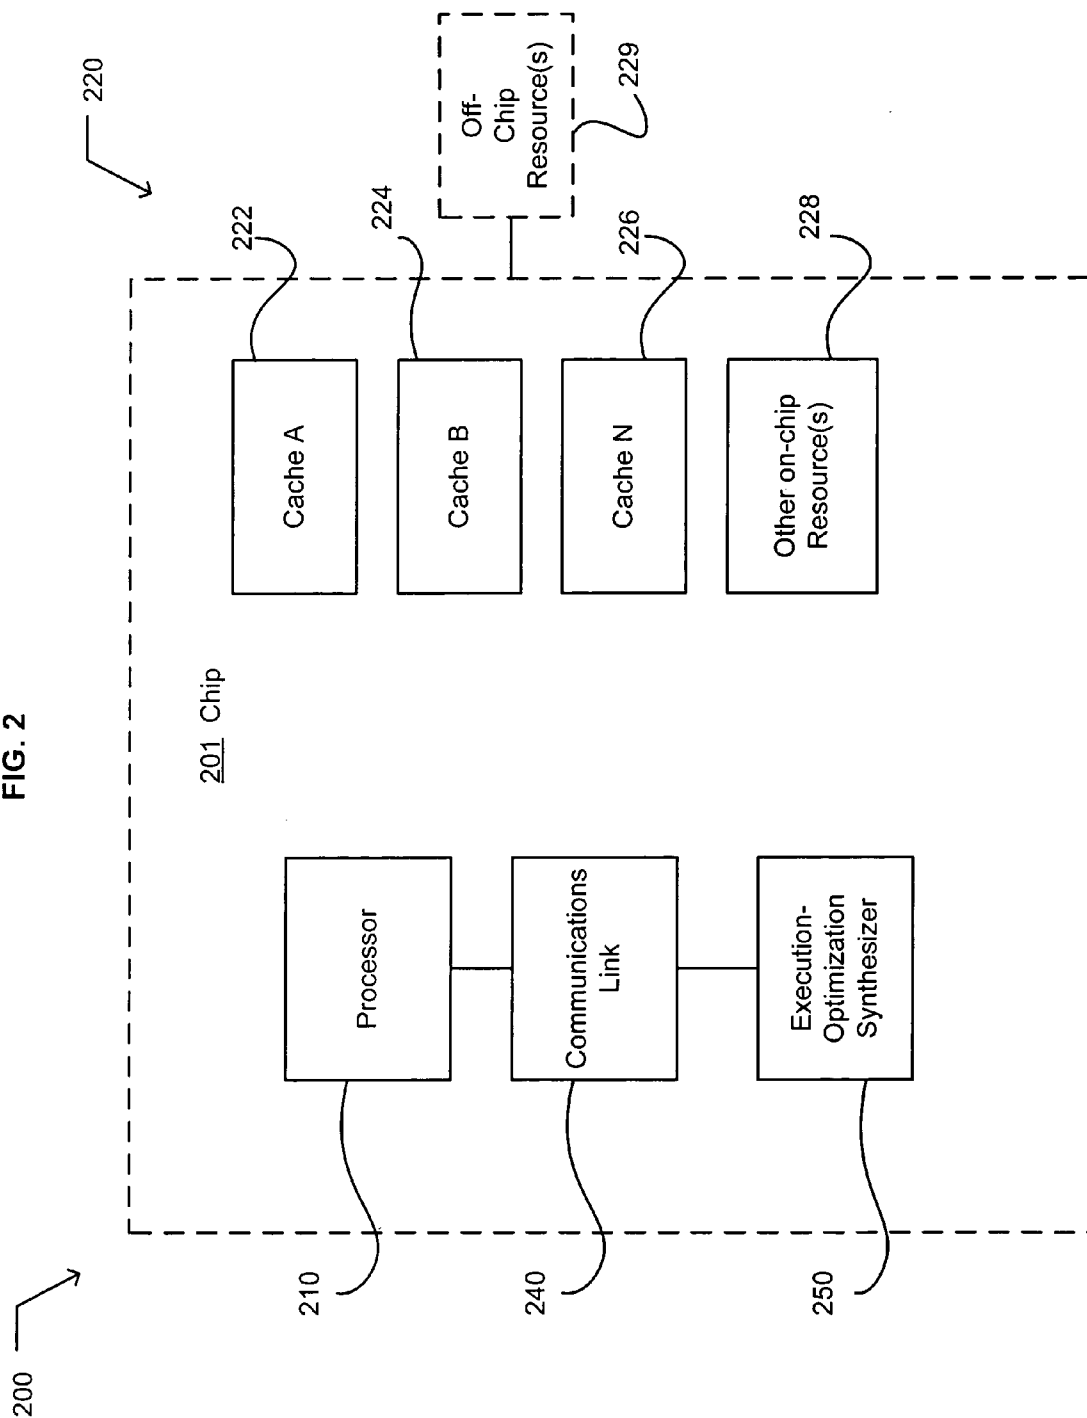 FIG. 2
200
220
201 Chip
210
Processor
240
Communications
Link
250
Execution-
Optimization
Synthesizer
Cache A
222
Cache B
224
Cache N
226
Other on-chip
Resource(s)
228
Off-
Chip
Resource(s)
229